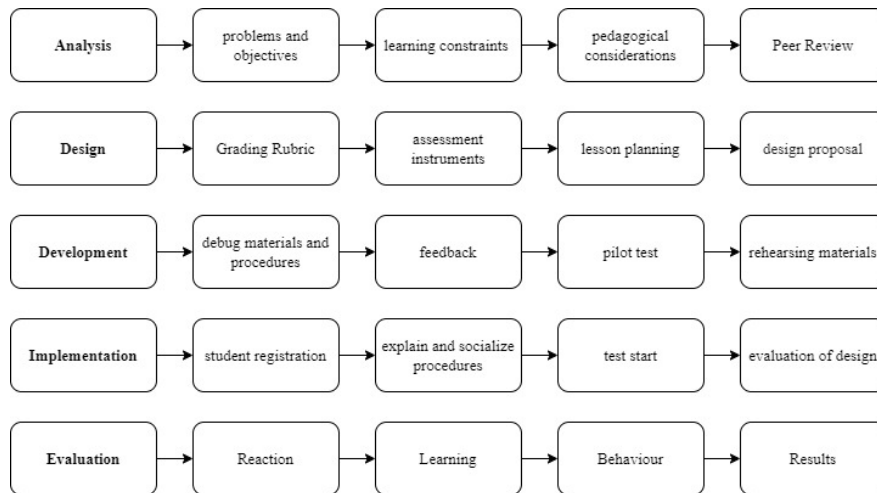 Analysis
problems and
objectives
learning constraints
pedagogical
considerations
Peer Review
Design
Grading Rubric
assessment
instruments
lesson planning
design proposal
Development
debug materials and
procedures
feedback
pilot test
rehearsing materials
Implementation
student registration
explain and socialize
procedures
test start
evaluation of design
Evaluation
Reaction
Learning
Behaviour
Results